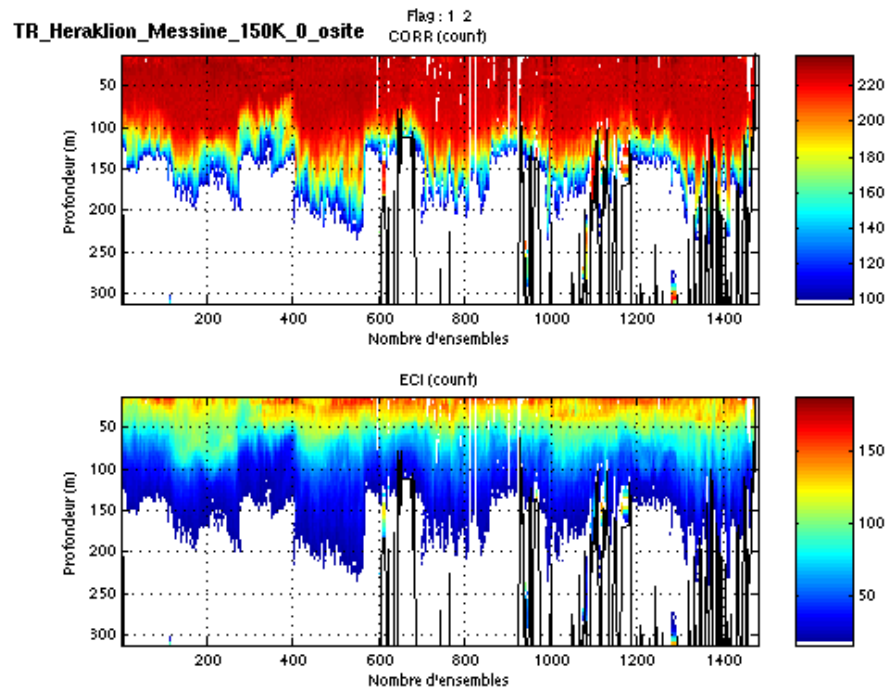 TR_Heraklion_Messine_150K_0_osite
Flag : 1 2
CORR (count)
Profondeur (m)
50
100
150
200
250
300
200 400 600 800 1000 1200 1400
Nombre d'ensembles
220
200
180
160
140
120
100
ECI (count)
Profondeur (m)
50
100
150
200
250
300
200 400 600 800 1000 1200 1400
Nombre d'ensembles
150
100
50